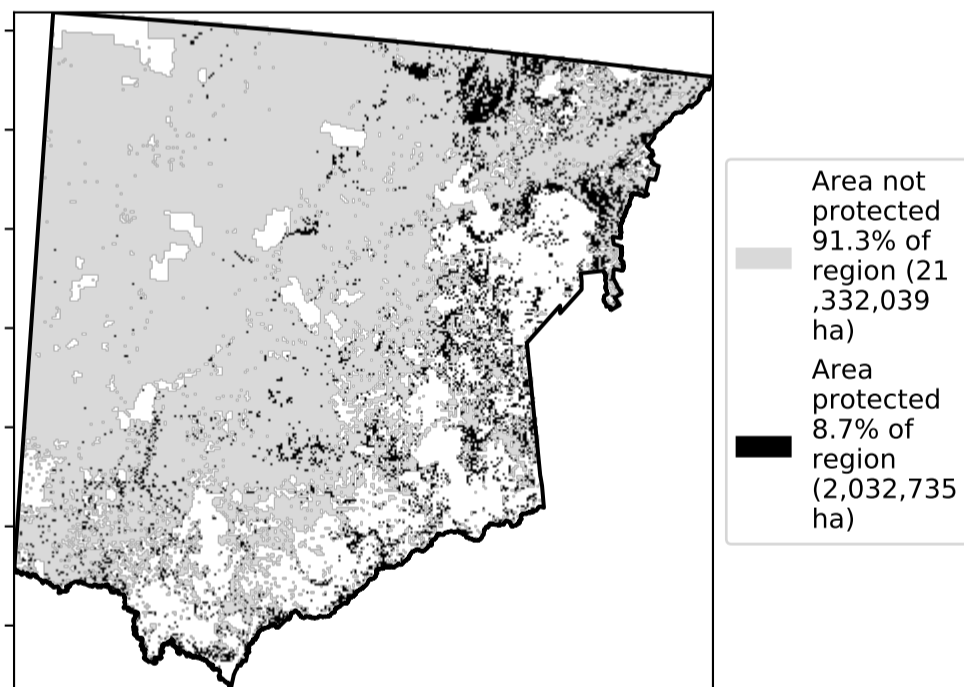 Area not
protected
91.3% of
region (21
,332,039
ha)
Area
protected
8.7% of
region
(2,032,735
ha)